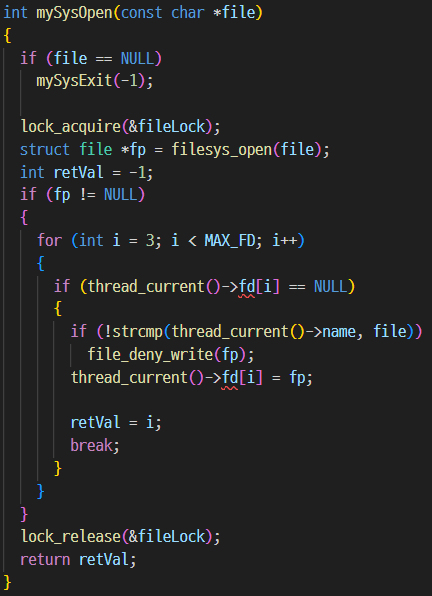 int mySysOpen(const char *file)
{
  if (file == NULL)
    mySysExit(-1);

  lock_acquire(&fileLock);
  struct file *fp = filesys_open(file);
  int retVal = -1;
  if (fp != NULL)
  {
    for (int i = 3; i < MAX_FD; i++)
    {
      if (thread_current()->fd[i] == NULL)
      {
        if (!strcmp(thread_current()->name, file))
          file_deny_write(fp);
        thread_current()->fd[i] = fp;

        retVal = i;
        break;
      }
    }
  }
  lock_release(&fileLock);
  return retVal;
}